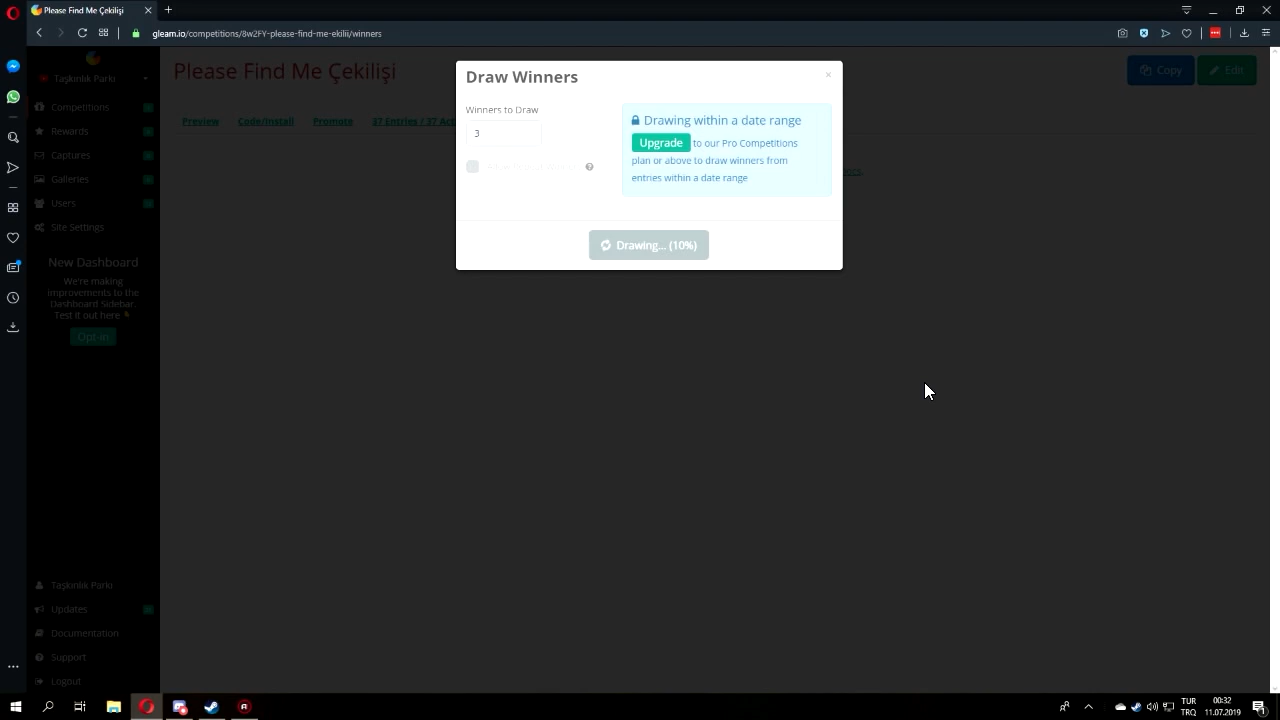 Please Find Me Çekilişi
gleam.io/competitions/8w2FY-please-find-me-ekilii/winners
Taşkınlık Parkı
Please Find Me Çekilişi
Copy
Edit
Competitions
Rewards
Captures
Galleries
Users
Site Settings
New Dashboard
We're making
improvements to the
Dashboard Sidebar.
Test it out here
Opt-in
Preview
Code/Install
Promote
37 Entries / 37 Act
Draw Winners
×
Winners to Draw
3
Drawing within a date range
Upgrade to our Pro Competitions
plan or above to draw winners from
entries within a date range
Drawing... (10%)
Taşkınlık Parkı
Updates
Documentation
Support
Logout
TUR
TRQ
00:32
11.07.2019